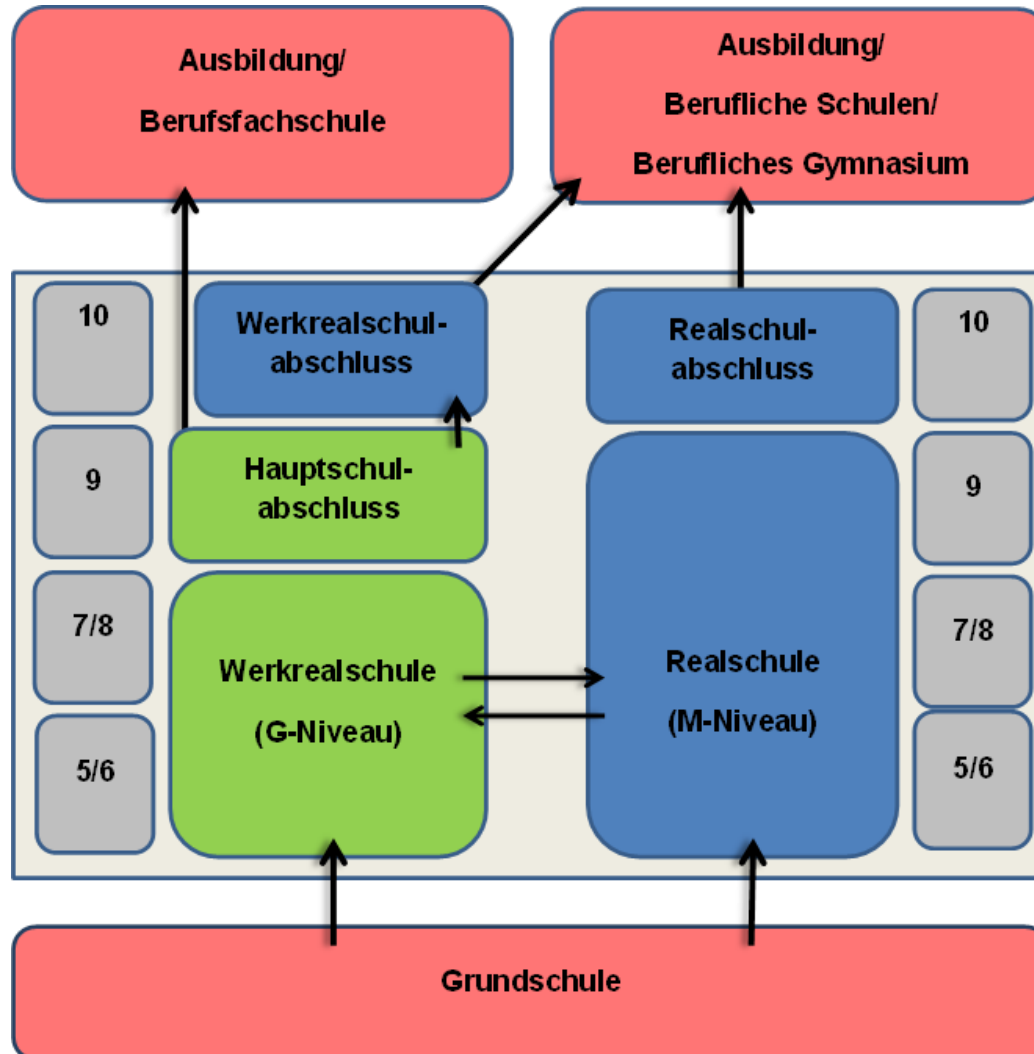 Ausbildung/
Berufsfachschule
Ausbildung/
Berufliche Schulen/
Berufliches Gymnasium
10
Werkrealschul-
abschluss
Realschul-
abschluss
10
9
Hauptschul-
abschluss
9
7/8
Werkrealschule
(G-Niveau)
Realschule
(M-Niveau)
7/8
5/6
5/6
Grundschule